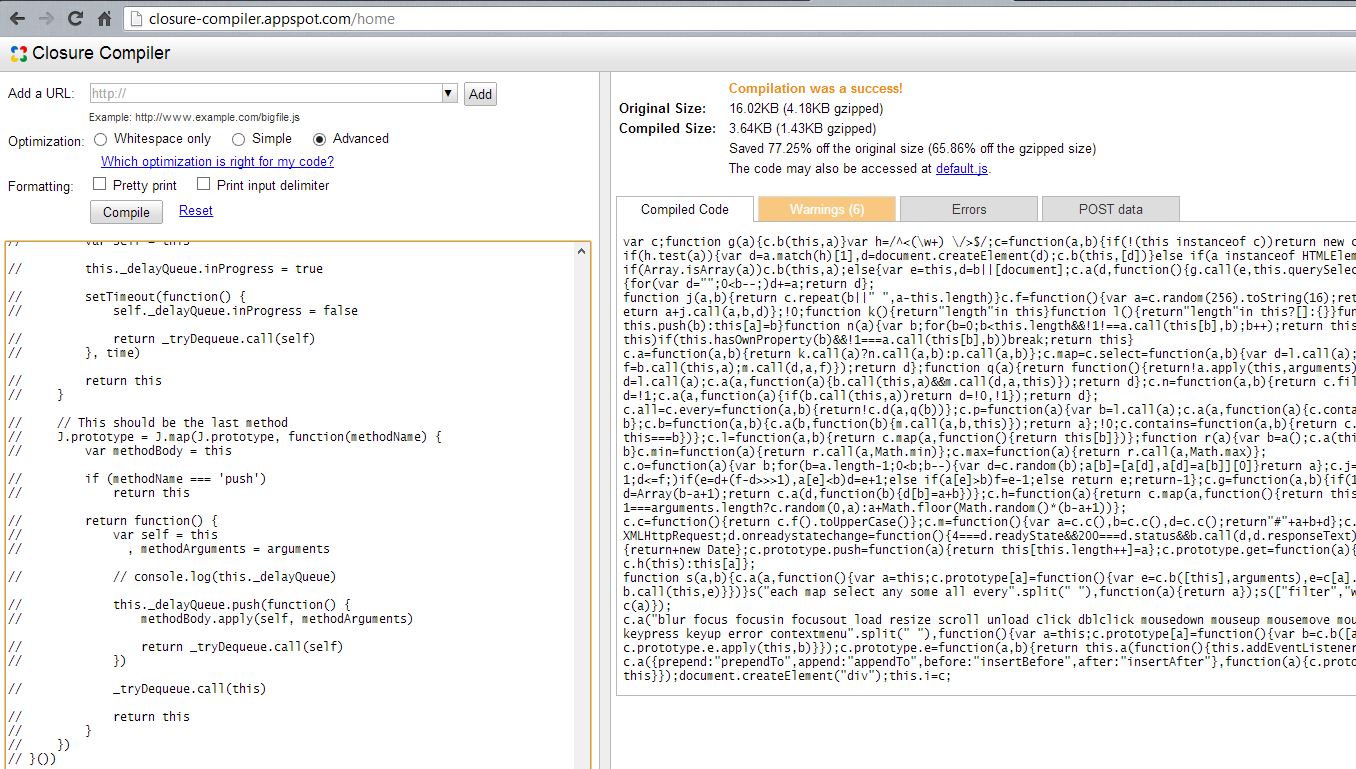 closure-compiler.appspot.com/home
Closure Compiler
Add a URL: http:// Add
Example: http://www.example.com/bigfile.js
Optimization: Whitespace only Simple Advanced
Which optimization is right for my code?
Formatting: Pretty print Print input delimiter
Compile Reset
// var self = this
// this._delayQueue.inProgress = true
// setTimeout(function() {
// self._delayQueue.inProgress = false
// return _tryDequeue.call(self)
// }, time)
// return this
// }
// // This should be the last method
// J.prototype = J.map(J.prototype, function(methodName) {
// var methodBody = this
// if (methodName === 'push')
// return this
// return function() {
// var self = this
// , methodArguments = arguments
// // console.log(this._delayQueue)
// this._delayQueue.push(function() {
// methodBody.apply(self, methodArguments)
// return _tryDequeue.call(self)
// })
// _tryDequeue.call(this)
// return this
// }
// })
// }())
Compilation was a success!
Original Size: 16.02KB (4.18KB gzipped)
Compiled Size: 3.64KB (1.43KB gzipped)
Saved 77.25% off the original size (65.86% off the gzipped size)
The code may also be accessed at default.js.
Compiled Code Warnings (6) Errors POST data
var c;function g(a){c.b(this,a)}var h=/^<(\w+) \/>$/;c=function(a,b){if(!(this instanceof c))return new c
if(h.test(a)){var d=a.match(h)[1],d=document.createElement(d);c.b(this,[d])}else if(a instanceof HTMLElem
if(Array.isArray(a))c.b(this,a);else{var e=this,d=b||[document];c.a(d,function(){g.call(e,this.querySelec
{for(var d="";0<b--;)d+=a;return d};
function j(a,b){return c.repeat(b||" ",a-this.length)}c.f=function(){var a=c.random(256).toString(16);ret
eturn a+j.call(a,b,d)};!0;function k(){return"length"in this}function l(){return"length"in this?[]:{}}fun
this.push(b):this[a]=b}function n(a){var b;for(b=0;b<this.length&&!1!==a.call(this[b],b);b++);return this
this)if(this.hasOwnProperty(b)&&!1===a.call(this[b],b))break;return this}
c.a=function(a,b){return k.call(a)?n.call(a,b):p.call(a,b)};c.map=c.select=function(a,b){var d=l.call(a);
f=b.call(this,a);m.call(d,a,f)});return d};function q(a){return function(){return!a.apply(this,arguments)
d=l.call(a);c.a(a,function(a){b.call(this,a)&&m.call(d,a,this)});return d};c.n=function(a,b){return c.fil
d=!1;c.a(a,function(a){if(b.call(this,a))return d=!0,!1});return d};
c.all=c.every=function(a,b){return!c.d(a,q(b))};c.p=function(a){var b=l.call(a);c.a(a,function(a){c.conta
b};c.b=function(a,b){c.a(b,function(b){m.call(a,b,this)});return a};!0;c.contains=function(a,b){return c.
this===b})};c.l=function(a,b){return c.map(a,function(){return this[b]})};function r(a){var b=a();c.a(thi
b}c.min=function(a){return r.call(a,Math.min)};c.max=function(a){return r.call(a,Math.max)};
c.o=function(a){var b;for(b=a.length-1;0<b;b--){var d=c.random(b);a[b]=[a[d],a[d]=a[b]][0]}return a};c.j=
1;d<=f;)if(e=d+(f-d>>>1),a[e]<b)d=e+1;else if(a[e]>b)f=e-1;else return e;return-1};c.g=function(a,b){if(1
d=Array(b-a+1);return c.a(d,function(b){d[b]=a+b})};c.h=function(a){return c.map(a,function(){return this
1===arguments.length?c.random(0,a):a+Math.floor(Math.random()*(b-a+1))};
c.c=function(){return c.f().toUpperCase()};c.m=function(){var a=c.c(),b=c.c(),d=c.c();return"#"+a+b+d};c.
XMLHttpRequest;d.onreadystatechange=function(){4===d.readyState&&200===d.status&&b.call(d,d.responseText)
{return+new Date};c.prototype.push=function(a){return this[this.length++]=a};c.prototype.get=function(a){
c.h(this):this[a]};
function s(a,b){c.a(a,function(){var a=this;c.prototype[a]=function(){var e=c.b([this],arguments),e=c[a].
b.call(this,e)}})}s("each map select any some all every".split(" "),function(a){return a});s(["filter","w
c(a)});
c.a("blur focus focusin focusout load resize scroll unload click dblclick mousedown mouseup mousemove mou
keypress keyup error contextmenu".split(" "),function(){var a=this;c.prototype[a]=function(){var b=c.b([a
c.prototype.e.apply(this,b)}});c.prototype.e=function(a,b){return this.a(function(){this.addEventListener
c.a({prepend:"prependTo",append:"appendTo",before:"insertBefore",after:"insertAfter"},function(a){c.proto
this}});document.createElement("div");this.i=c;